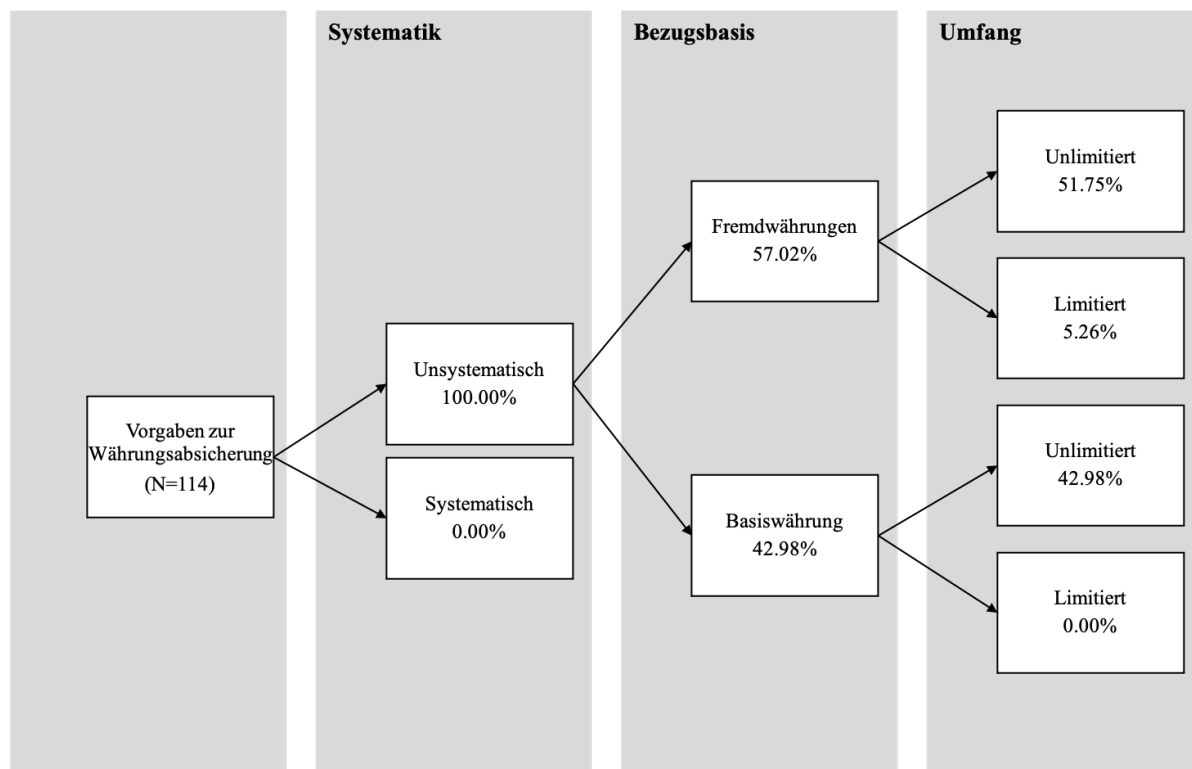 Systematik
Bezugsbasis
Umfang
Vorgaben zur
Währungsabsicherung
(N=114)
Unsystematisch
100.00%
Systematisch
0.00%
Fremdwährungen
57.02%
Basiswährung
42.98%
Unlimitiert
51.75%
Limitiert
5.26%
Unlimitiert
42.98%
Limitiert
0.00%